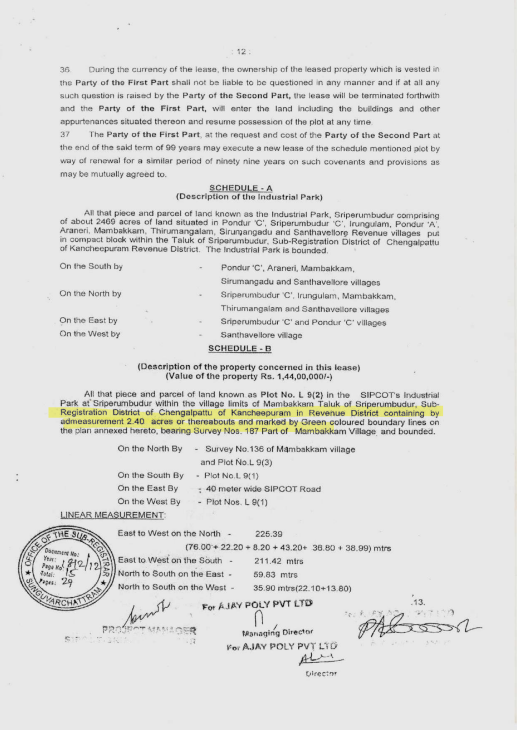 : 12 :
36. During the currency of the lease, the ownership of the leased property which is vested in
the Party of the First Part shall not be liable to be questioned in any manner and if at all any
such question is raised by the Party of the Second Part, the lease will be terminated forthwith
and the Party of the First Part, will enter the land including the buildings and other
appurtenances situated thereon and resume possession of the plot at any time.
37 The Party of the First Part, at the request and cost of the Party of the Second Part at
the end of the said term of 99 years may execute a new lease of the schedule mentioned plot by
way of renewal for a similar period of ninety nine years on such covenants and provisions as
may be mutually agreed to.
SCHEDULE - A
(Description of the Industrial Park)
All that piece and parcel of land known as the Industrial Park, Sriperumbudur comprising
of about 2469 acres of land situated in Pondur 'C', Sriperumbudur 'C', Irungulam, Pondur 'A',
Araneri, Mambakkam, Thirumangalam, Sirungangadu and Santhavellore Revenue villages put
in compact block within the Taluk of Sriperumbudur, Sub-Registration District of Chengalpattu
of Kancheepuram Revenue District. The Industrial Park is bounded.
On the South by - Pondur 'C', Araneri, Mambakkam,
Sirumangadu and Santhavellore villages
On the North by - Sriperumbudur 'C', Irungulam, Mambakkam,
Thirumangalam and Santhavellore villages
On the East by - Sriperumbudur 'C' and Pondur 'C' villages
On the West by - Santhavellore village
SCHEDULE - B
(Description of the property concerned in this lease)
(Value of the property Rs. 1,44,00,000/-)
All that piece and parcel of land known as Plot No. L 9(2) in the SIPCOT's Industrial
Park at Sriperumbudur within the village limits of Mambakkam Taluk of Sriperumbudur, Sub-
Registration District of Chengalpattu of Kancheepuram in Revenue District containing by
admeasurement 2.40 acres or thereabouts and marked by Green coloured boundary lines on
the plan annexed hereto, bearing Survey Nos. 187 Part of Mambakkam Village and bounded.
On the North By - Survey No.136 of Mambakkam village
and Plot No.L 9(3)
On the South By - Plot No.L 9(1)
On the East By - 40 meter wide SIPCOT Road
On the West By - Plot Nos. L 9(1)
LINEAR MEASUREMENT:
East to West on the North - 225.39
(76.00 + 22.20 + 8.20 + 43.20+ 36.80 + 38.99) mtrs
East to West on the South - 211.42 mtrs
North to South on the East - 59.83 mtrs
North to South on the West - 35.90 mtrs(22.10+13.80)
OFFICE OF THE SUB-REGISTRAR
SUNGUVARCHATTRAM
Document No:
Year:
Page No:
Total: 15
Pages: 29
.13.
For AJAY POLY PVT LTD
PROJECT MANAGER
Managing Director
For AJAY POLY PVT LTD
Director